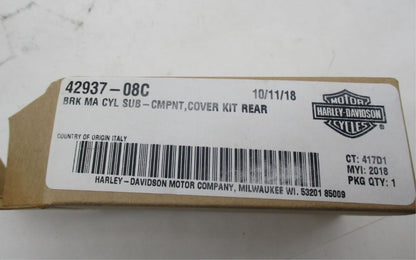 42937-08C
10/11/18
BRK MA CYL SUB-CMPNT,COVER KIT REAR
MOTOR
HARLEY-DAVIDSON
CYCLES
®
COUNTRY OF ORIGIN ITALY
CT: 417D1
MYI: 2018
PKG QTY: 1
HARLEY-DAVIDSON MOTOR COMPANY, MILWAUKEE WI. 53201 85009